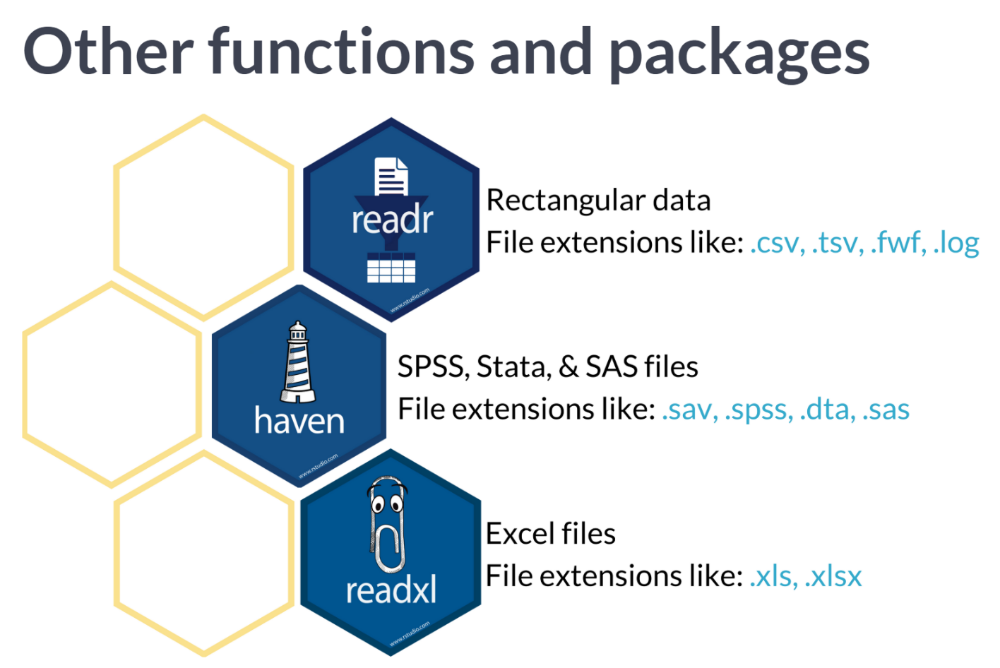 Other functions and packages
readr
www.rstudio.com
Rectangular data
File extensions like: .csv, .tsv, .fwf, .log
haven
www.rstudio.com
SPSS, Stata, & SAS files
File extensions like: .sav, .spss, .dta, .sas
readxl
www.rstudio.com
Excel files
File extensions like: .xls, .xlsx